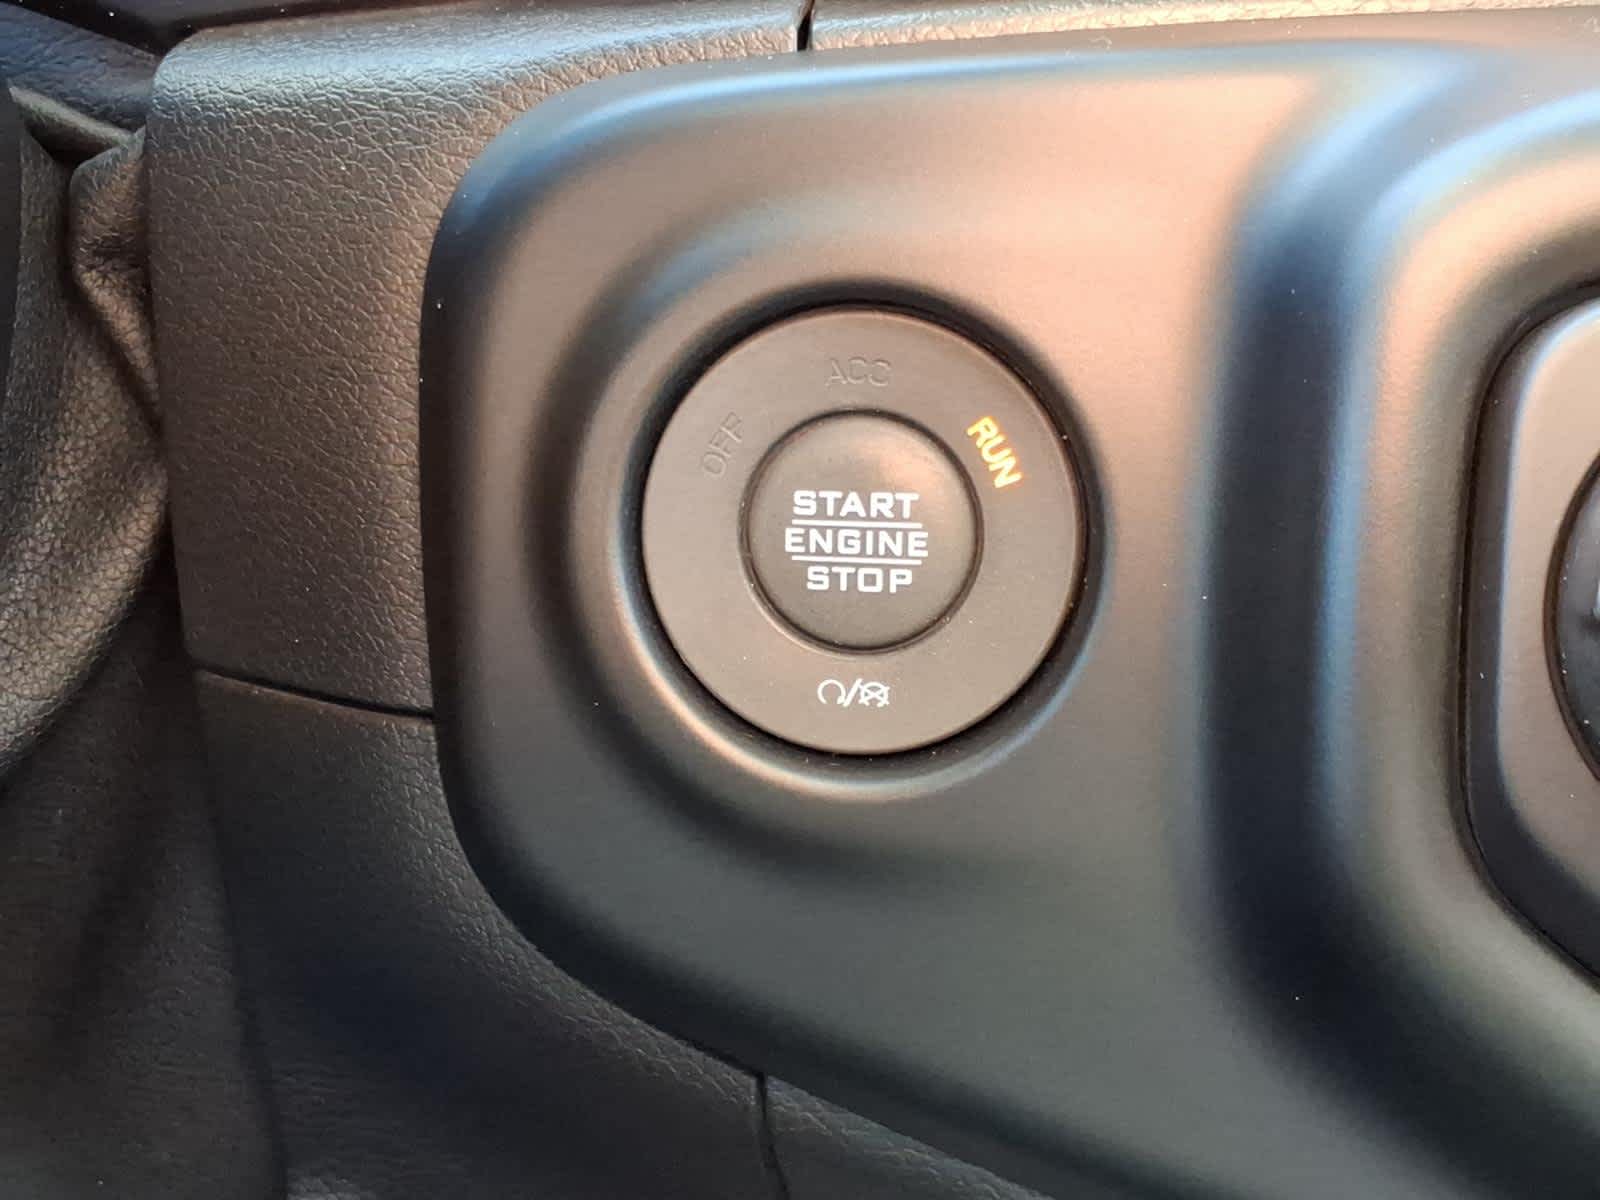 ACC
OFF
RUN
START
ENGINE
STOP